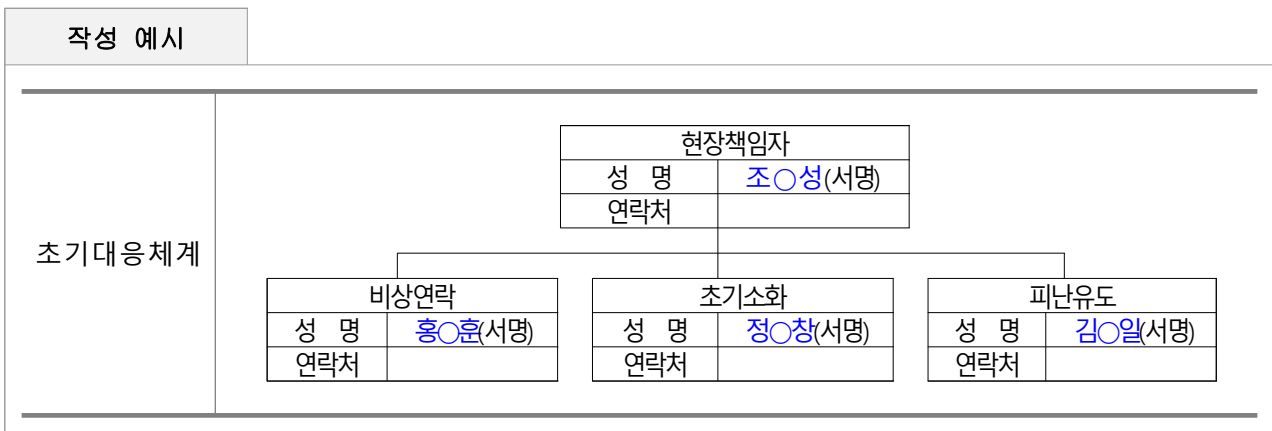 작성 예시
초기대응체계
현장책임자
성 명 조○성(서명)
연락처
비상연락
성 명 홍○훈(서명)
연락처
초기소화
성 명 정○창(서명)
연락처
피난유도
성 명 김○일(서명)
연락처